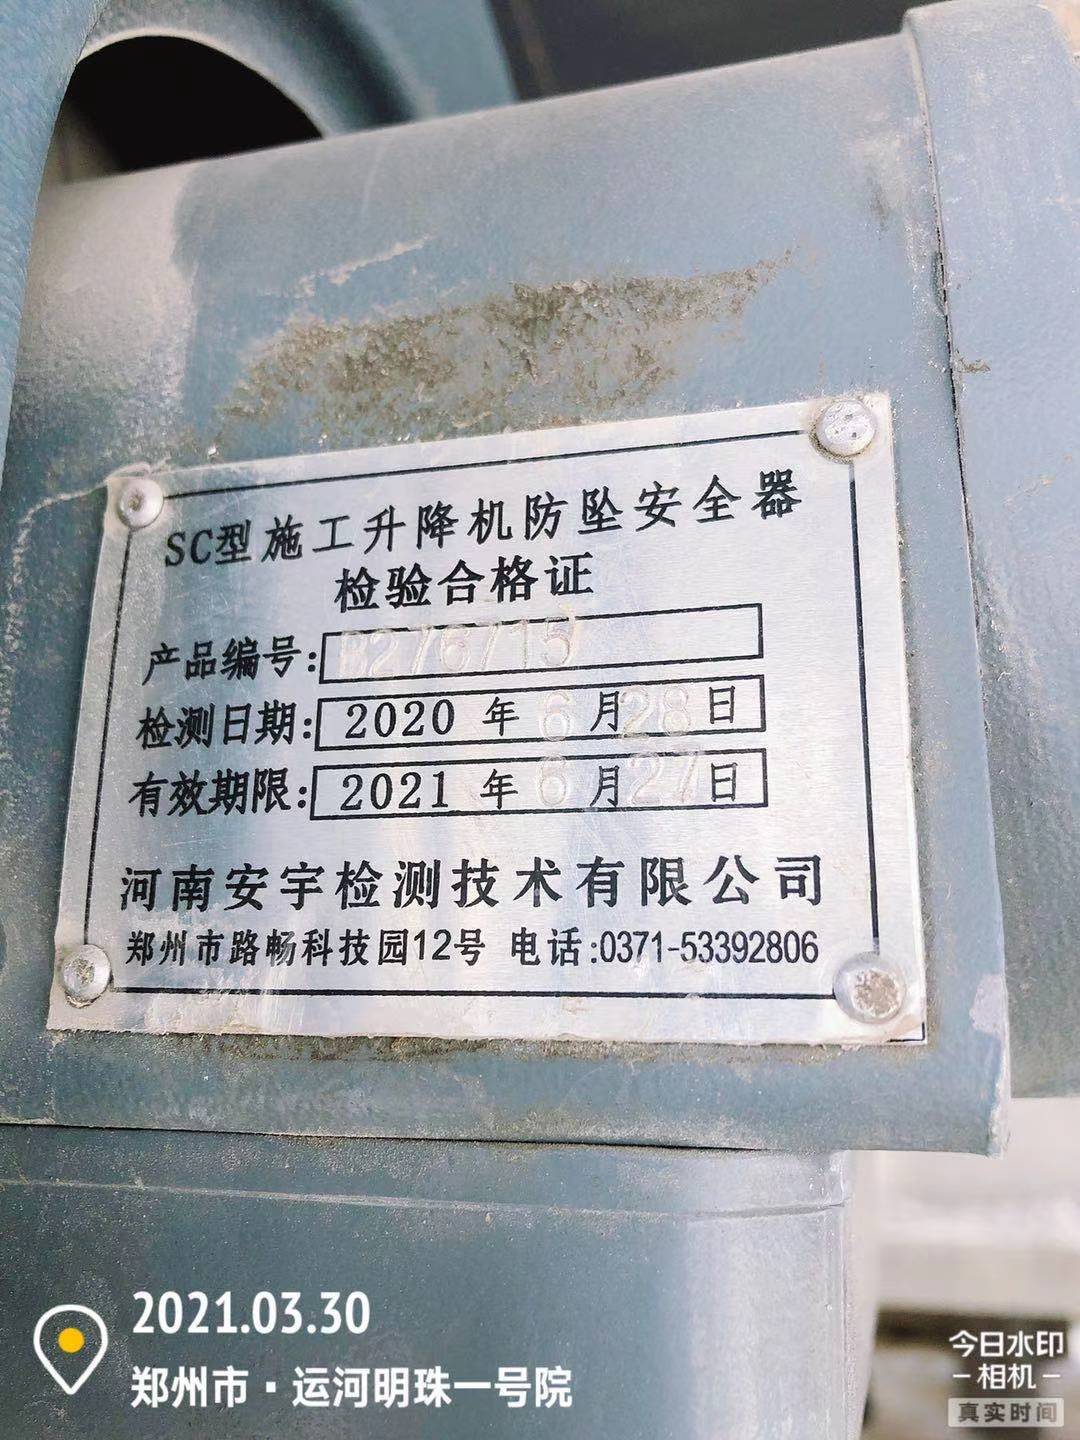 SC型施工升降机防坠安全器
检验合格证
产品编号: B276715
检测日期: 2020 年 6 月 28 日
有效期限: 2021 年 6 月 27 日
河南安宇检测技术有限公司
郑州市路畅科技园12号 电话:0371-53392806
2021.03.30
郑州市·运河明珠一号院
今日水印
-相机-
真实时间